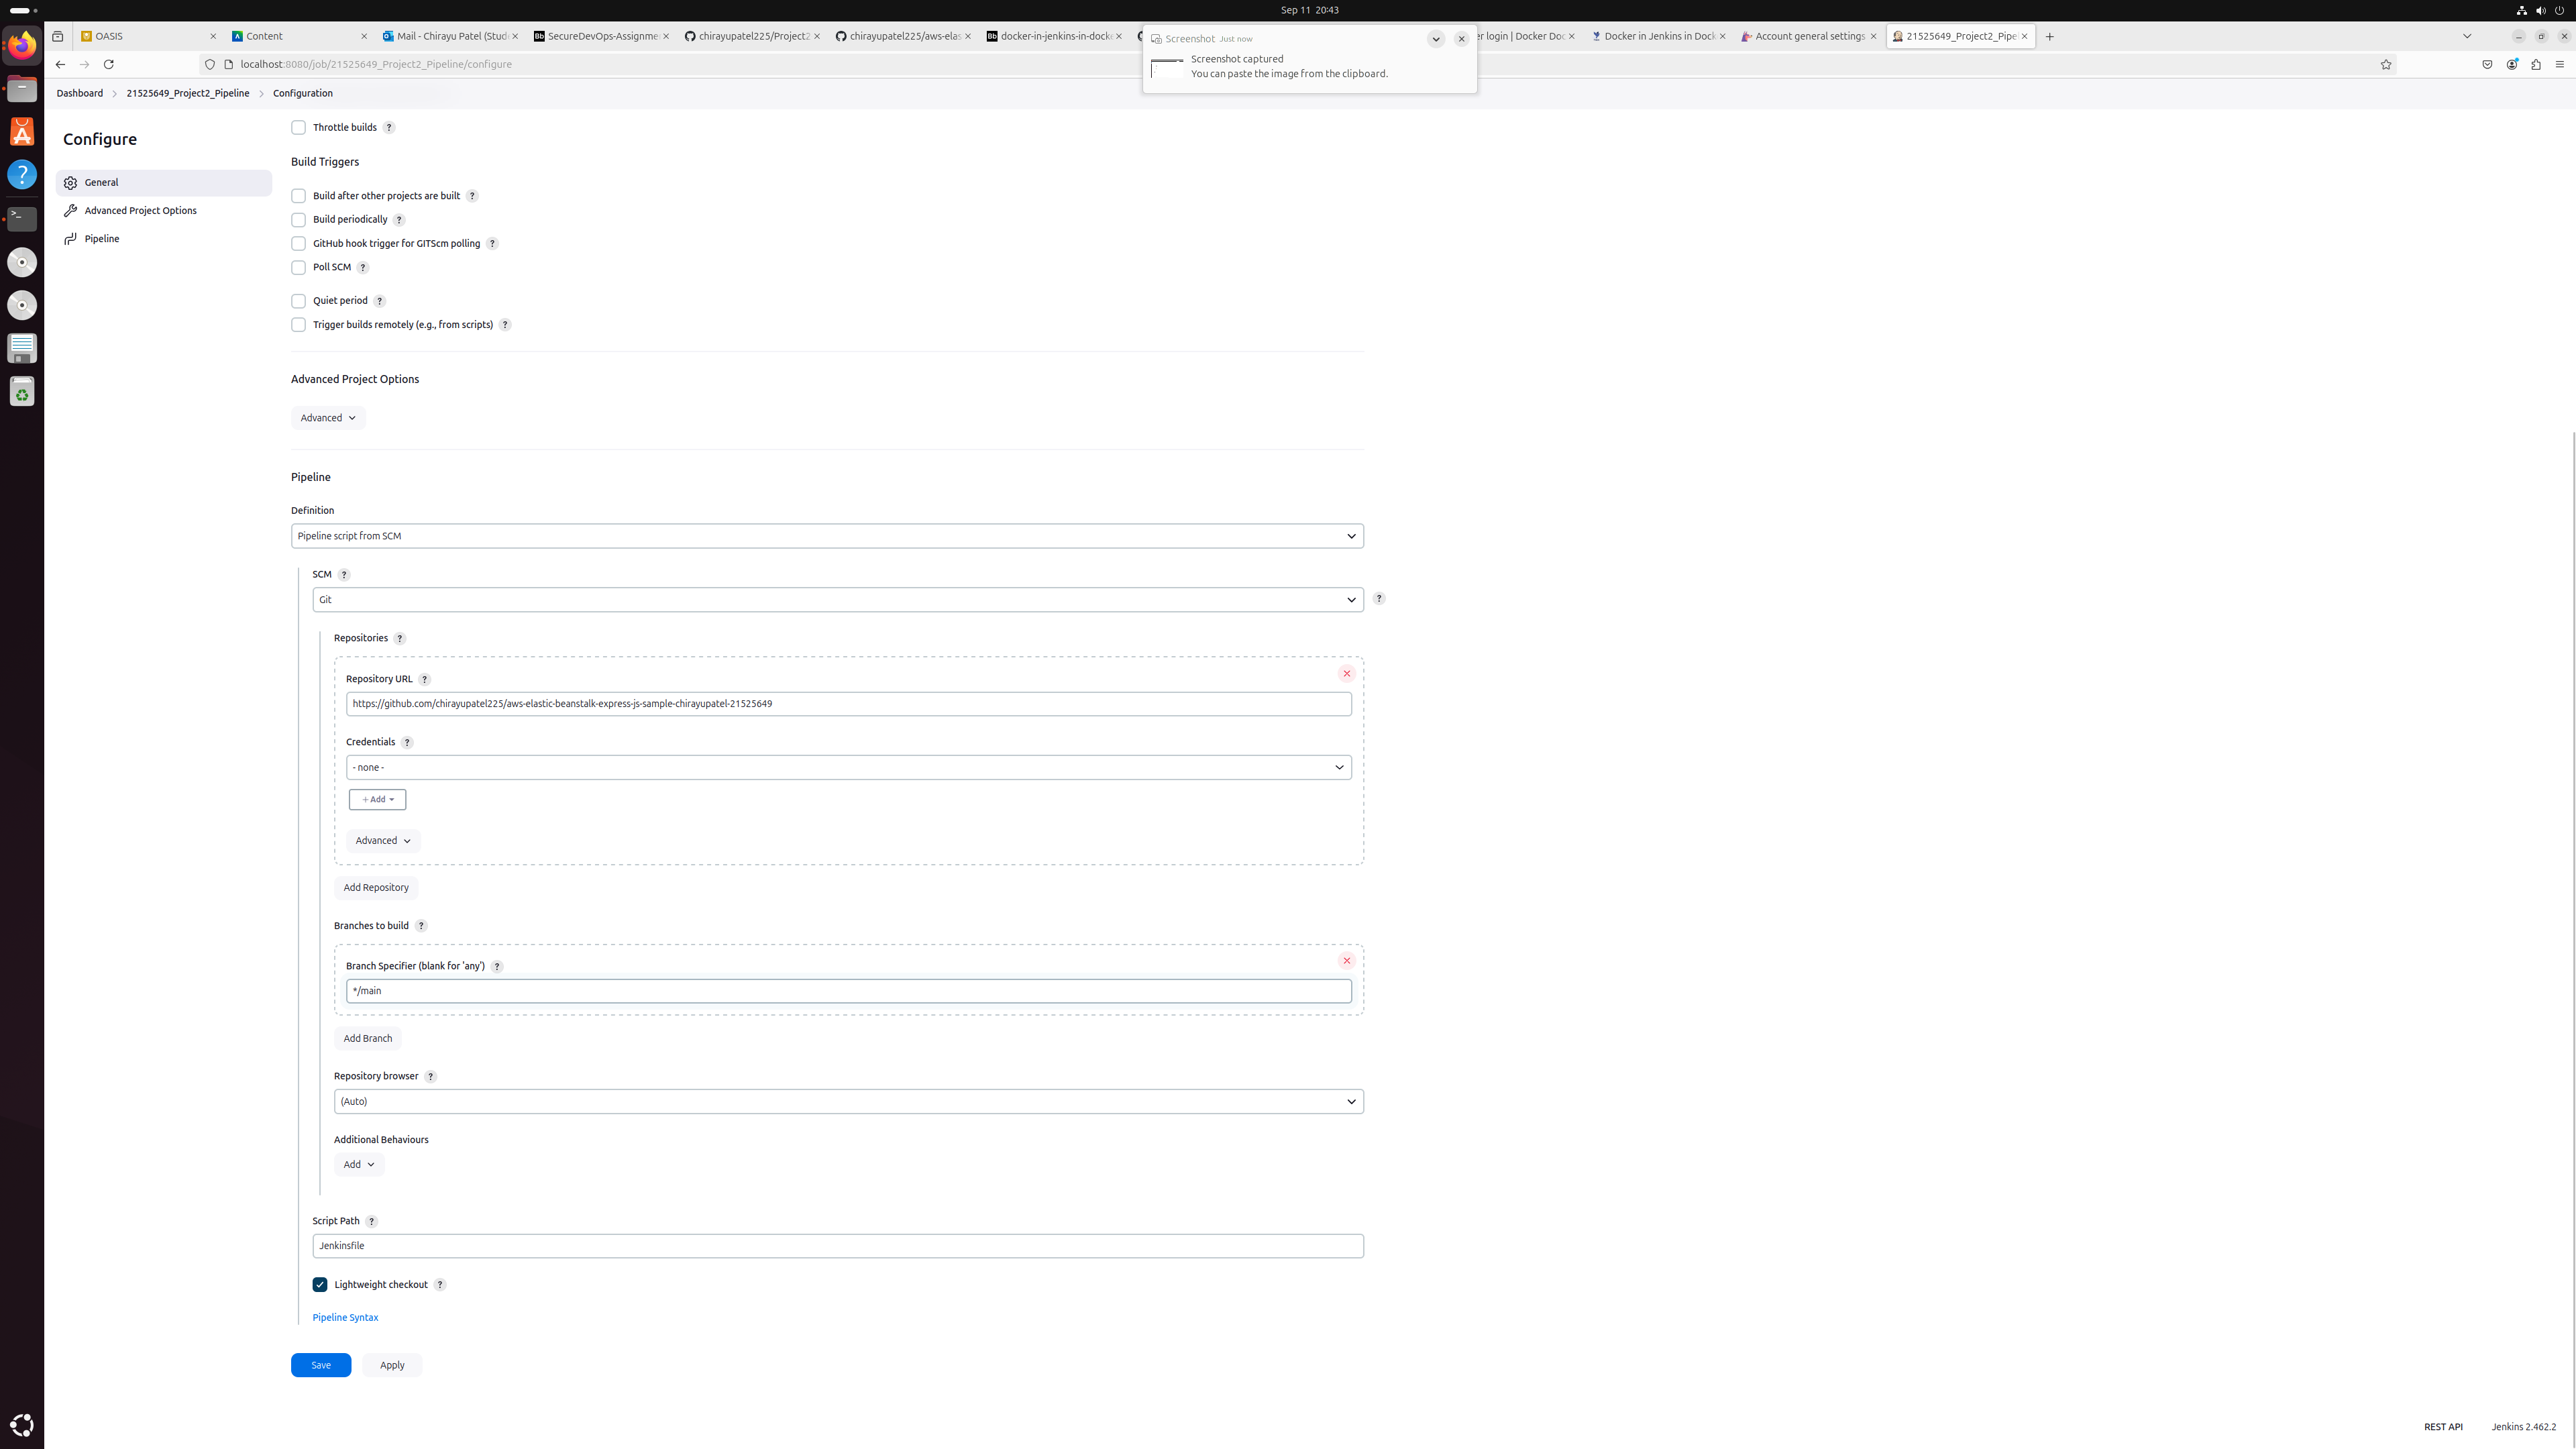 Sep 11 20:43
OASIS
Content
Mail - Chirayu Patel (Stud
SecureDevOps-Assignme
chirayupatel225/Project2
chirayupatel225/aws-elas
docker-in-jenkins-in-docke
er login | Docker Doc
Docker in Jenkins in Dock
Account general settings
21525649_Project2_Pipe
Screenshot Just now
Screenshot captured
You can paste the image from the clipboard.
localhost:8080/job/21525649_Project2_Pipeline/configure
Dashboard
21525649_Project2_Pipeline
Configuration
Configure
General
Advanced Project Options
Pipeline
Throttle builds ?
Build Triggers
Build after other projects are built ?
Build periodically ?
GitHub hook trigger for GITScm polling ?
Poll SCM ?
Quiet period ?
Trigger builds remotely (e.g., from scripts) ?
Advanced Project Options
Advanced
Pipeline
Definition
Pipeline script from SCM
SCM ?
Git
?
Repositories ?
Repository URL ?
https://github.com/chirayupatel225/aws-elastic-beanstalk-express-js-sample-chirayupatel-21525649
Credentials ?
- none -
+ Add
Advanced
Add Repository
Branches to build ?
Branch Specifier (blank for 'any') ?
*/main
Add Branch
Repository browser ?
(Auto)
Additional Behaviours
Add
Script Path ?
Jenkinsfile
Lightweight checkout ?
Pipeline Syntax
Save
Apply
REST API
Jenkins 2.462.2